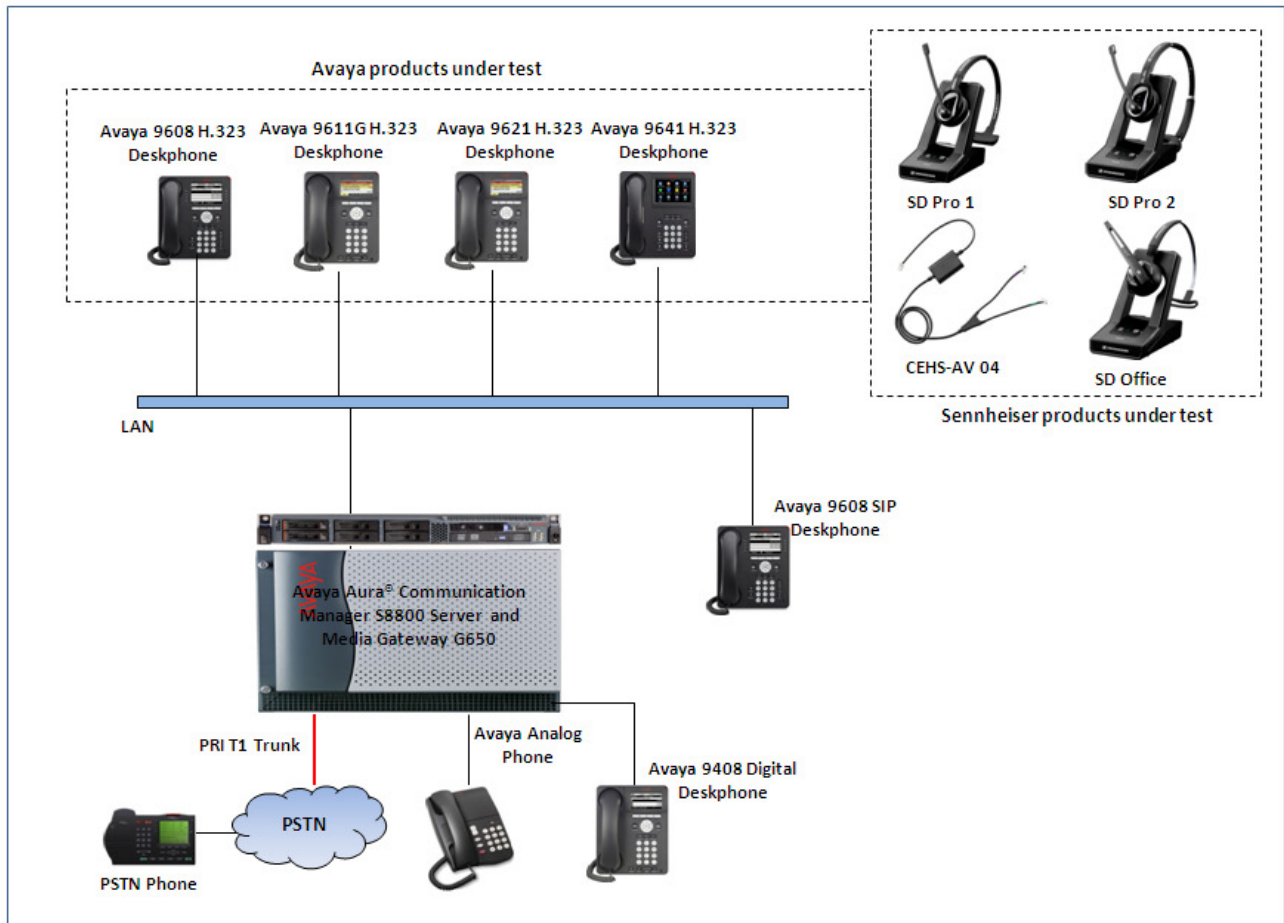 Avaya products under test
Avaya 9608 H.323
Deskphone
Avaya 9611G H.323
Deskphone
Avaya 9621 H.323
Deskphone
Avaya 9641 H.323
Deskphone
SD Pro 1
SD Pro 2
CEHS-AV 04
SD Office
Sennheiser products under test
LAN
Avaya 9608 SIP
Deskphone
AVAYA
Avaya Aura® Communication
Manager S8800 Server and
Media Gateway G650
PRI T1 Trunk
Avaya Analog
Phone
Avaya 9408 Digital
Deskphone
PSTN
PSTN Phone